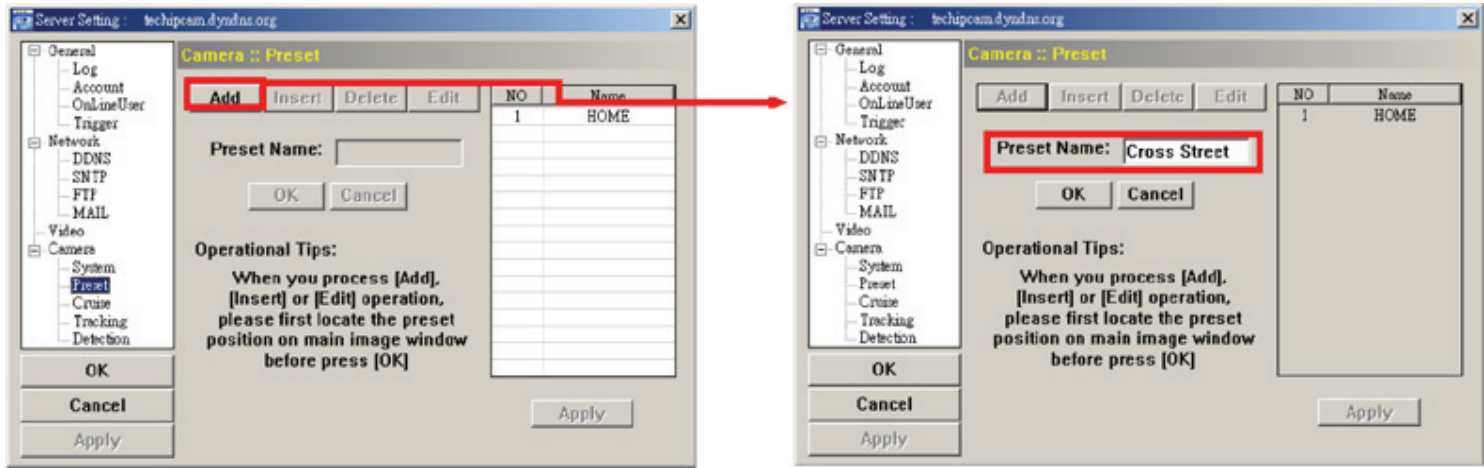 Server Setting : techipcam.dyndns.org
General
Log
Account
OnLineUser
Trigger
Network
DDNS
SNTP
FTP
MAIL
Video
Camera
System
Preset
Cruise
Tracking
Detection
OK
Cancel
Apply
Camera :: Preset
Add Insert Delete Edit
Preset Name:
OK Cancel
Operational Tips:
When you process [Add],
[Insert] or [Edit] operation,
please first locate the preset
position on main image window
before press [OK]
NO Name
1 HOME
Apply
Server Setting : techipcam.dyndns.org
General
Log
Account
OnLineUser
Trigger
Network
DDNS
SNTP
FTP
MAIL
Video
Camera
System
Preset
Cruise
Tracking
Detection
OK
Cancel
Apply
Camera :: Preset
Add Insert Delete Edit
Preset Name: Cross Street
OK Cancel
Operational Tips:
When you process [Add],
[Insert] or [Edit] operation,
please first locate the preset
position on main image window
before press [OK]
NO Name
1 HOME
Apply